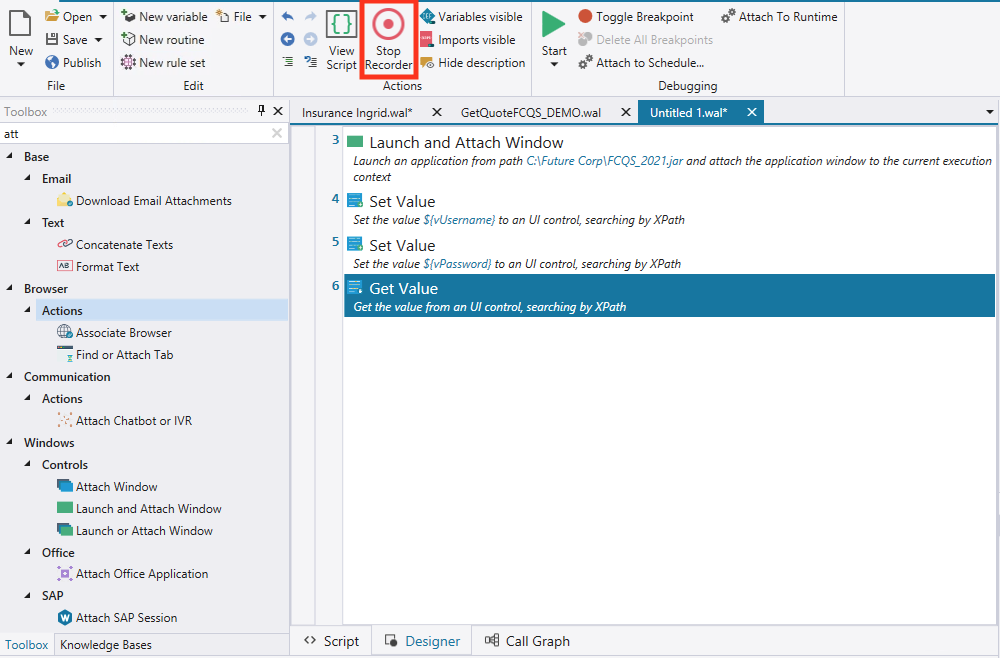 New
Open
Save
Publish
File
New variable
File
New routine
New rule set
Edit
View
Script
Stop
Recorder
Variables visible
Imports visible
Hide description
Actions
Start
Toggle Breakpoint
Delete All Breakpoints
Attach to Schedule...
Attach To Runtime
Debugging
Toolbox
att
Base
Email
Download Email Attachments
Text
Concatenate Texts
Format Text
Browser
Actions
Associate Browser
Find or Attach Tab
Communication
Actions
Attach Chatbot or IVR
Windows
Controls
Attach Window
Launch and Attach Window
Launch or Attach Window
Office
Attach Office Application
SAP
Attach SAP Session
Toolbox
Knowledge Bases
Insurance Ingrid.wal*
GetQuoteFCQS_DEMO.wal
Untitled 1.wal*
3
Launch and Attach Window
Launch an application from path C:\Future Corp\FCQS_2021.jar and attach the application window to the current execution
context
4
Set Value
Set the value ${vUsername} to an UI control, searching by XPath
5
Set Value
Set the value ${vPassword} to an UI control, searching by XPath
6
Get Value
Get the value from an UI control, searching by XPath
Script
Designer
Call Graph